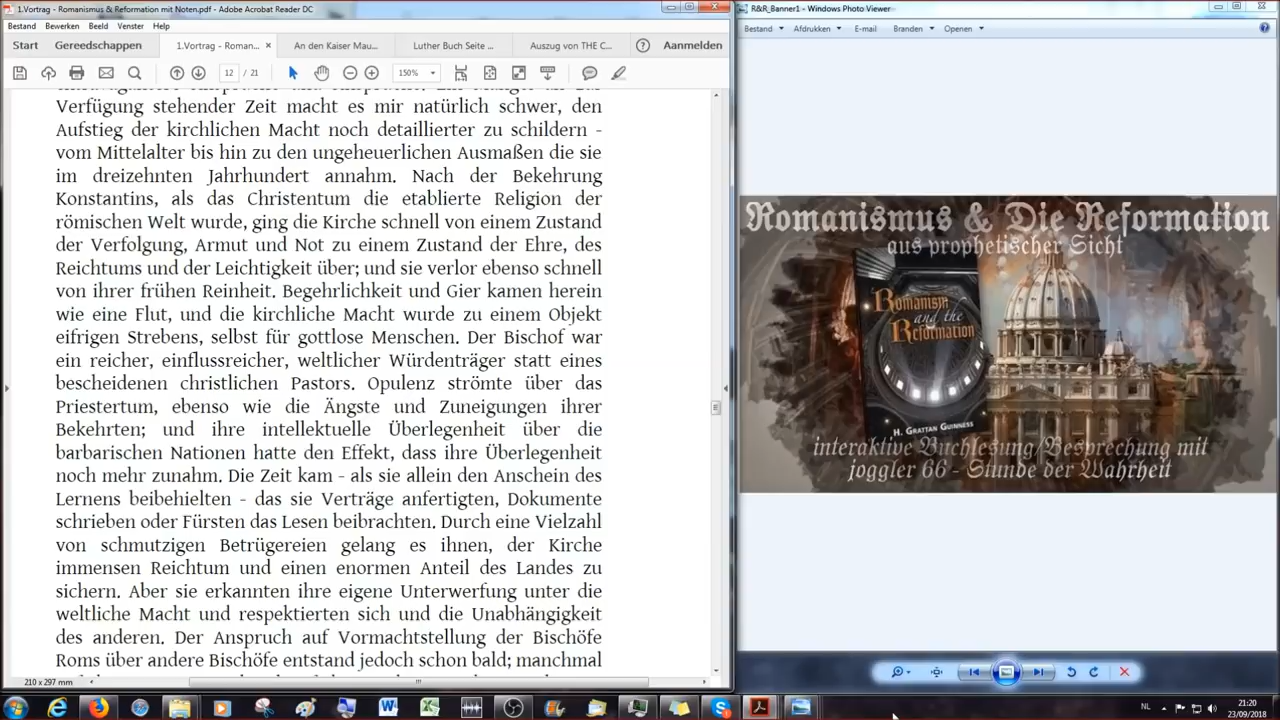 1.Vortrag - Romanismus & Reformation mit Noten.pdf - Adobe Acrobat Reader DC
Bestand Bewerken Beeld Venster Help
Start Gereedschappen 1.Vortrag - Roman... × An den Kaiser Mau... Luther Buch Seite ... Auszug von THE C... Aanmelden
12 / 21 150%
Verfügung stehender Zeit macht es mir natürlich schwer, den
Aufstieg der kirchlichen Macht noch detaillierter zu schildern -
vom Mittelalter bis hin zu den ungeheuerlichen Ausmaßen die sie
im dreizehnten Jahrhundert annahm. Nach der Bekehrung
Konstantins, als das Christentum die etablierte Religion der
römischen Welt wurde, ging die Kirche schnell von einem Zustand
der Verfolgung, Armut und Not zu einem Zustand der Ehre, des
Reichtums und der Leichtigkeit über; und sie verlor ebenso schnell
von ihrer frühen Reinheit. Begehrlichkeit und Gier kamen herein
wie eine Flut, und die kirchliche Macht wurde zu einem Objekt
eifrigen Strebens, selbst für gottlose Menschen. Der Bischof war
ein reicher, einflussreicher, weltlicher Würdenträger statt eines
bescheidenen christlichen Pastors. Opulenz strömte über das
Priestertum, ebenso wie die Ängste und Zuneigungen ihrer
Bekehrten; und ihre intellektuelle Überlegenheit über die
barbarischen Nationen hatte den Effekt, dass ihre Überlegenheit
noch mehr zunahm. Die Zeit kam - als sie allein den Anschein des
Lernens beibehielten - das sie Verträge anfertigten, Dokumente
schrieben oder Fürsten das Lesen beibrachten. Durch eine Vielzahl
von schmutzigen Betrügereien gelang es ihnen, der Kirche
immensen Reichtum und einen enormen Anteil des Landes zu
sichern. Aber sie erkannten ihre eigene Unterwerfung unter die
weltliche Macht und respektierten sich und die Unabhängigkeit
des anderen. Der Anspruch auf Vormachtstellung der Bischöfe
Roms über andere Bischöfe entstand jedoch schon bald; manchmal
210 x 297 mm
R&R_Banner1 - Windows Photo Viewer
Bestand Afdrukken E-mail Branden Openen
Romanismus & Die Reformation
aus prophetischer Sicht
Romanism
and the
Reformation
H. GRATTAN GUINNESS
interaktive Buchlesung/Besprechung mit
joggler 66 - Stunde der Wahrheit
NL 21:20
23/09/2018